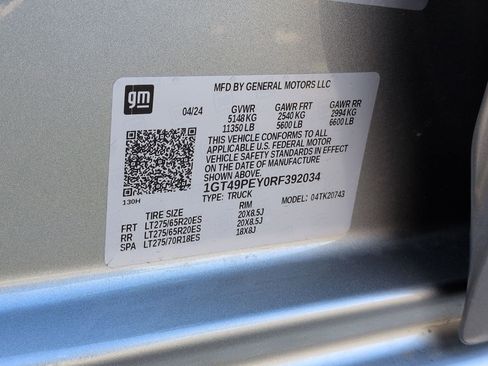 gm
MFD BY GENERAL MOTORS LLC
04/24 GVWR GAWR FRT GAWR RR
5148 KG 2540 KG 2994 KG
11350 LB 5600 LB 6600 LB
THIS VEHICLE CONFORMS TO ALL
APPLICABLE U.S. FEDERAL MOTOR
VEHICLE SAFETY STANDARDS IN EFFECT
ON THE DATE OF MANUFACTURE
SHOWN ABOVE.
1GT49PEY0RF392034
130H TYPE: TRUCK MODEL: 04TK20743
TIRE SIZE RIM
FRT LT275/65R20ES 20X8.5J
RR LT275/65R20ES 20X8.5J
SPA LT275/70R18ES 18X8J